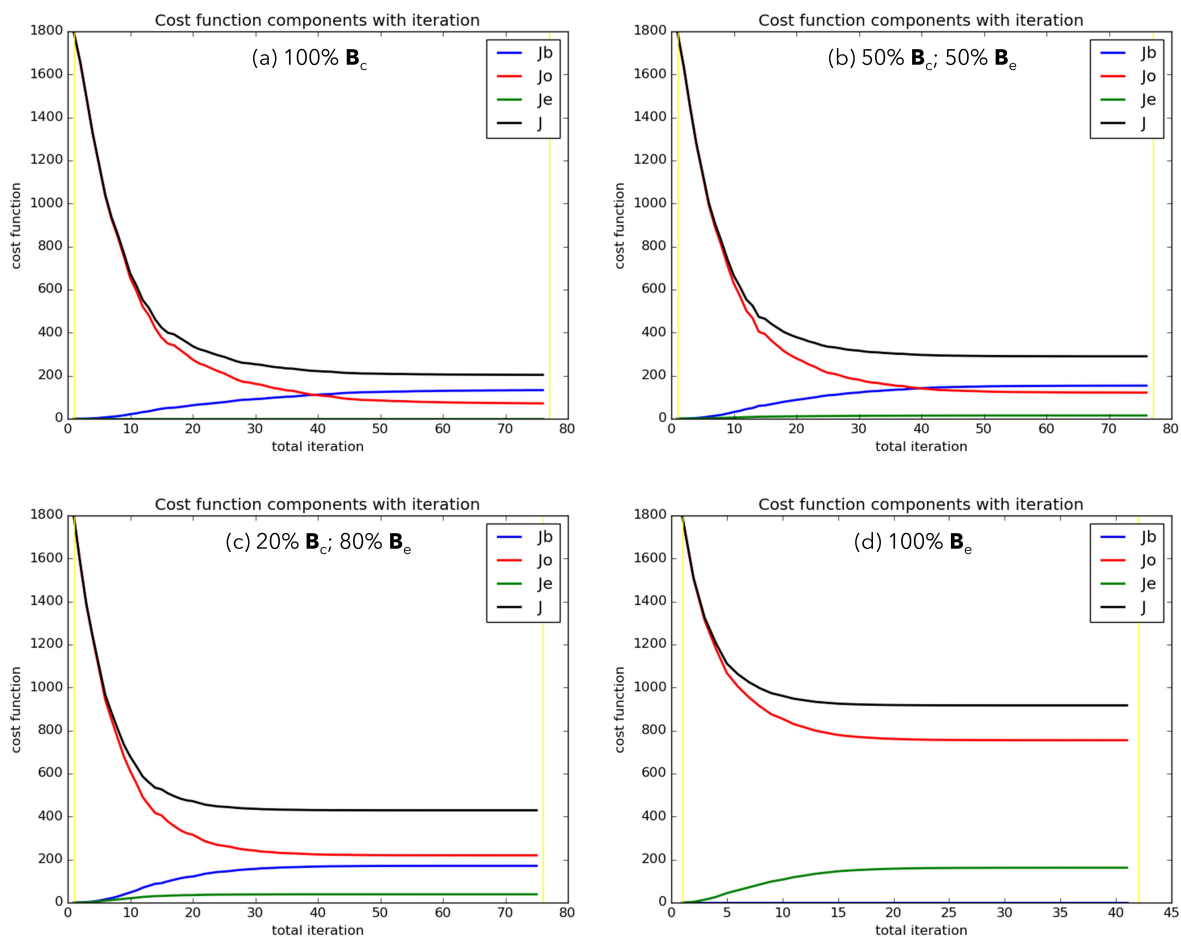 Cost function components with iteration
(a) 100% Bc
Jb
Jo
Je
J
cost function
1800
1600
1400
1200
1000
800
600
400
200
0
0 10 20 30 40 50 60 70 80
total iteration
Cost function components with iteration
(b) 50% Bc; 50% Be
Jb
Jo
Je
J
cost function
1800
1600
1400
1200
1000
800
600
400
200
0
0 10 20 30 40 50 60 70 80
total iteration
Cost function components with iteration
(c) 20% Bc; 80% Be
Jb
Jo
Je
J
cost function
1800
1600
1400
1200
1000
800
600
400
200
0
0 10 20 30 40 50 60 70 80
total iteration
Cost function components with iteration
(d) 100% Be
Jb
Jo
Je
J
cost function
1800
1600
1400
1200
1000
800
600
400
200
0
0 5 10 15 20 25 30 35 40 45
total iteration